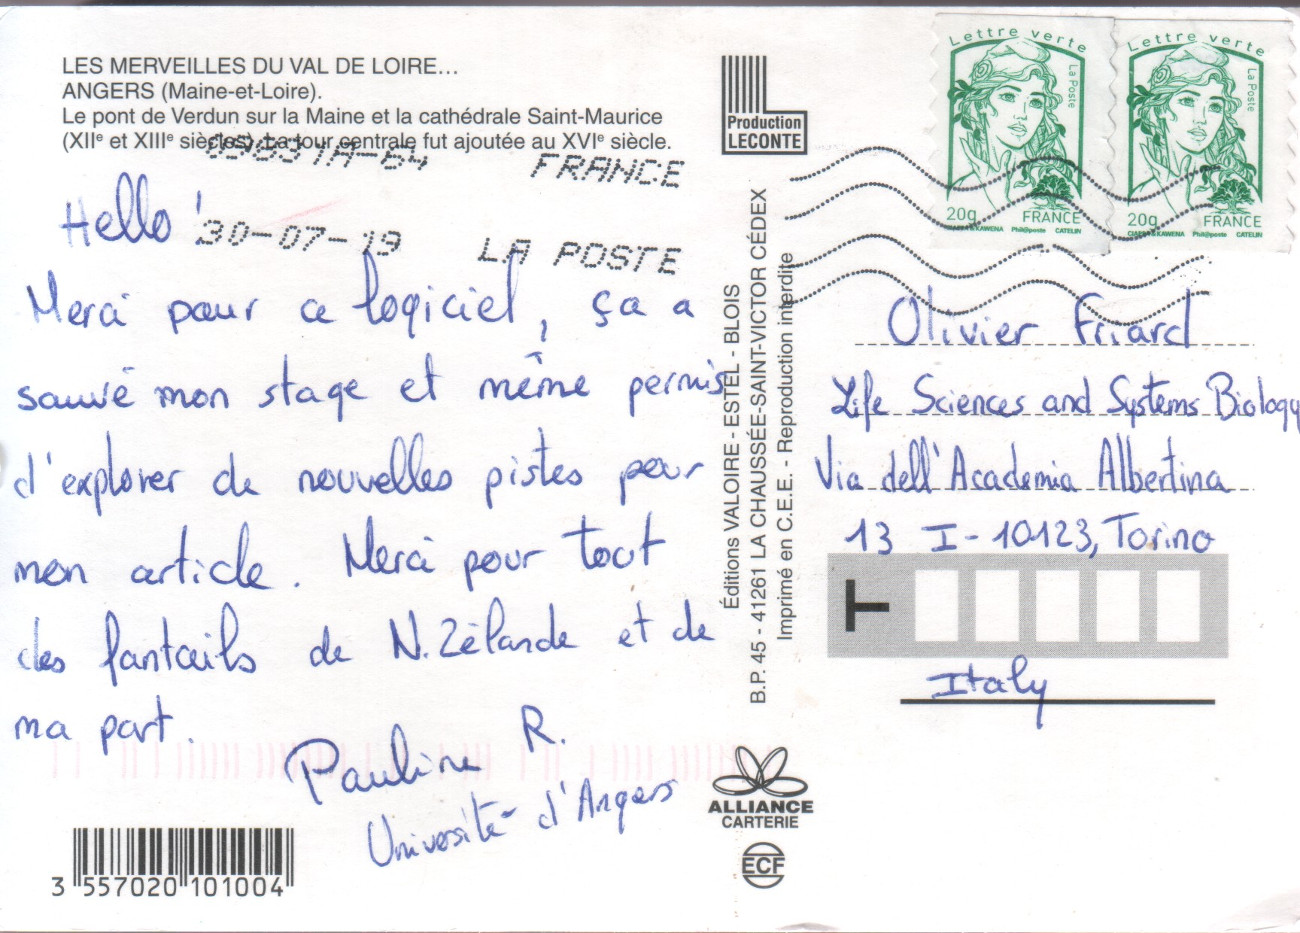 LES MERVEILLES DU VAL DE LOIRE...
ANGERS (Maine-et-Loire).
Le pont de Verdun sur la Maine et la cathédrale Saint-Maurice
(XIIe et XIIIe siècles). La tour centrale fut ajoutée au XVIe siècle.
FRANCE
30-07-19 LA POSTE
Hello !
Merci pour ce logiciel, ça a
sauvé mon stage et même permis
d'explorer de nouvelles pistes pour
mon article. Merci pour tout
des fantails de N. Zélande et de
ma part.
Pauline R.
Université d'Angers
3 557020 101004
Production
LECONTE
Éditions VALOIRE - ESTEL - BLOIS
B.P. 45 - 41261 LA CHAUSSÉE-SAINT-VICTOR CÉDEX
Imprimé en C.E.E. - Reproduction interdite
ALLIANCE
CARTERIE
ECF
Lettre verte
La Poste
20g FRANCE
CIAPPA & KAWENA Phil@poste CATELIN
Lettre verte
La Poste
20g FRANCE
CIAPPA & KAWENA Phil@poste CATELIN
Olivier Friard
Life Sciences and Systems Biology
Via dell'Academia Albertina
13 I-10123, Torino
T
Italy